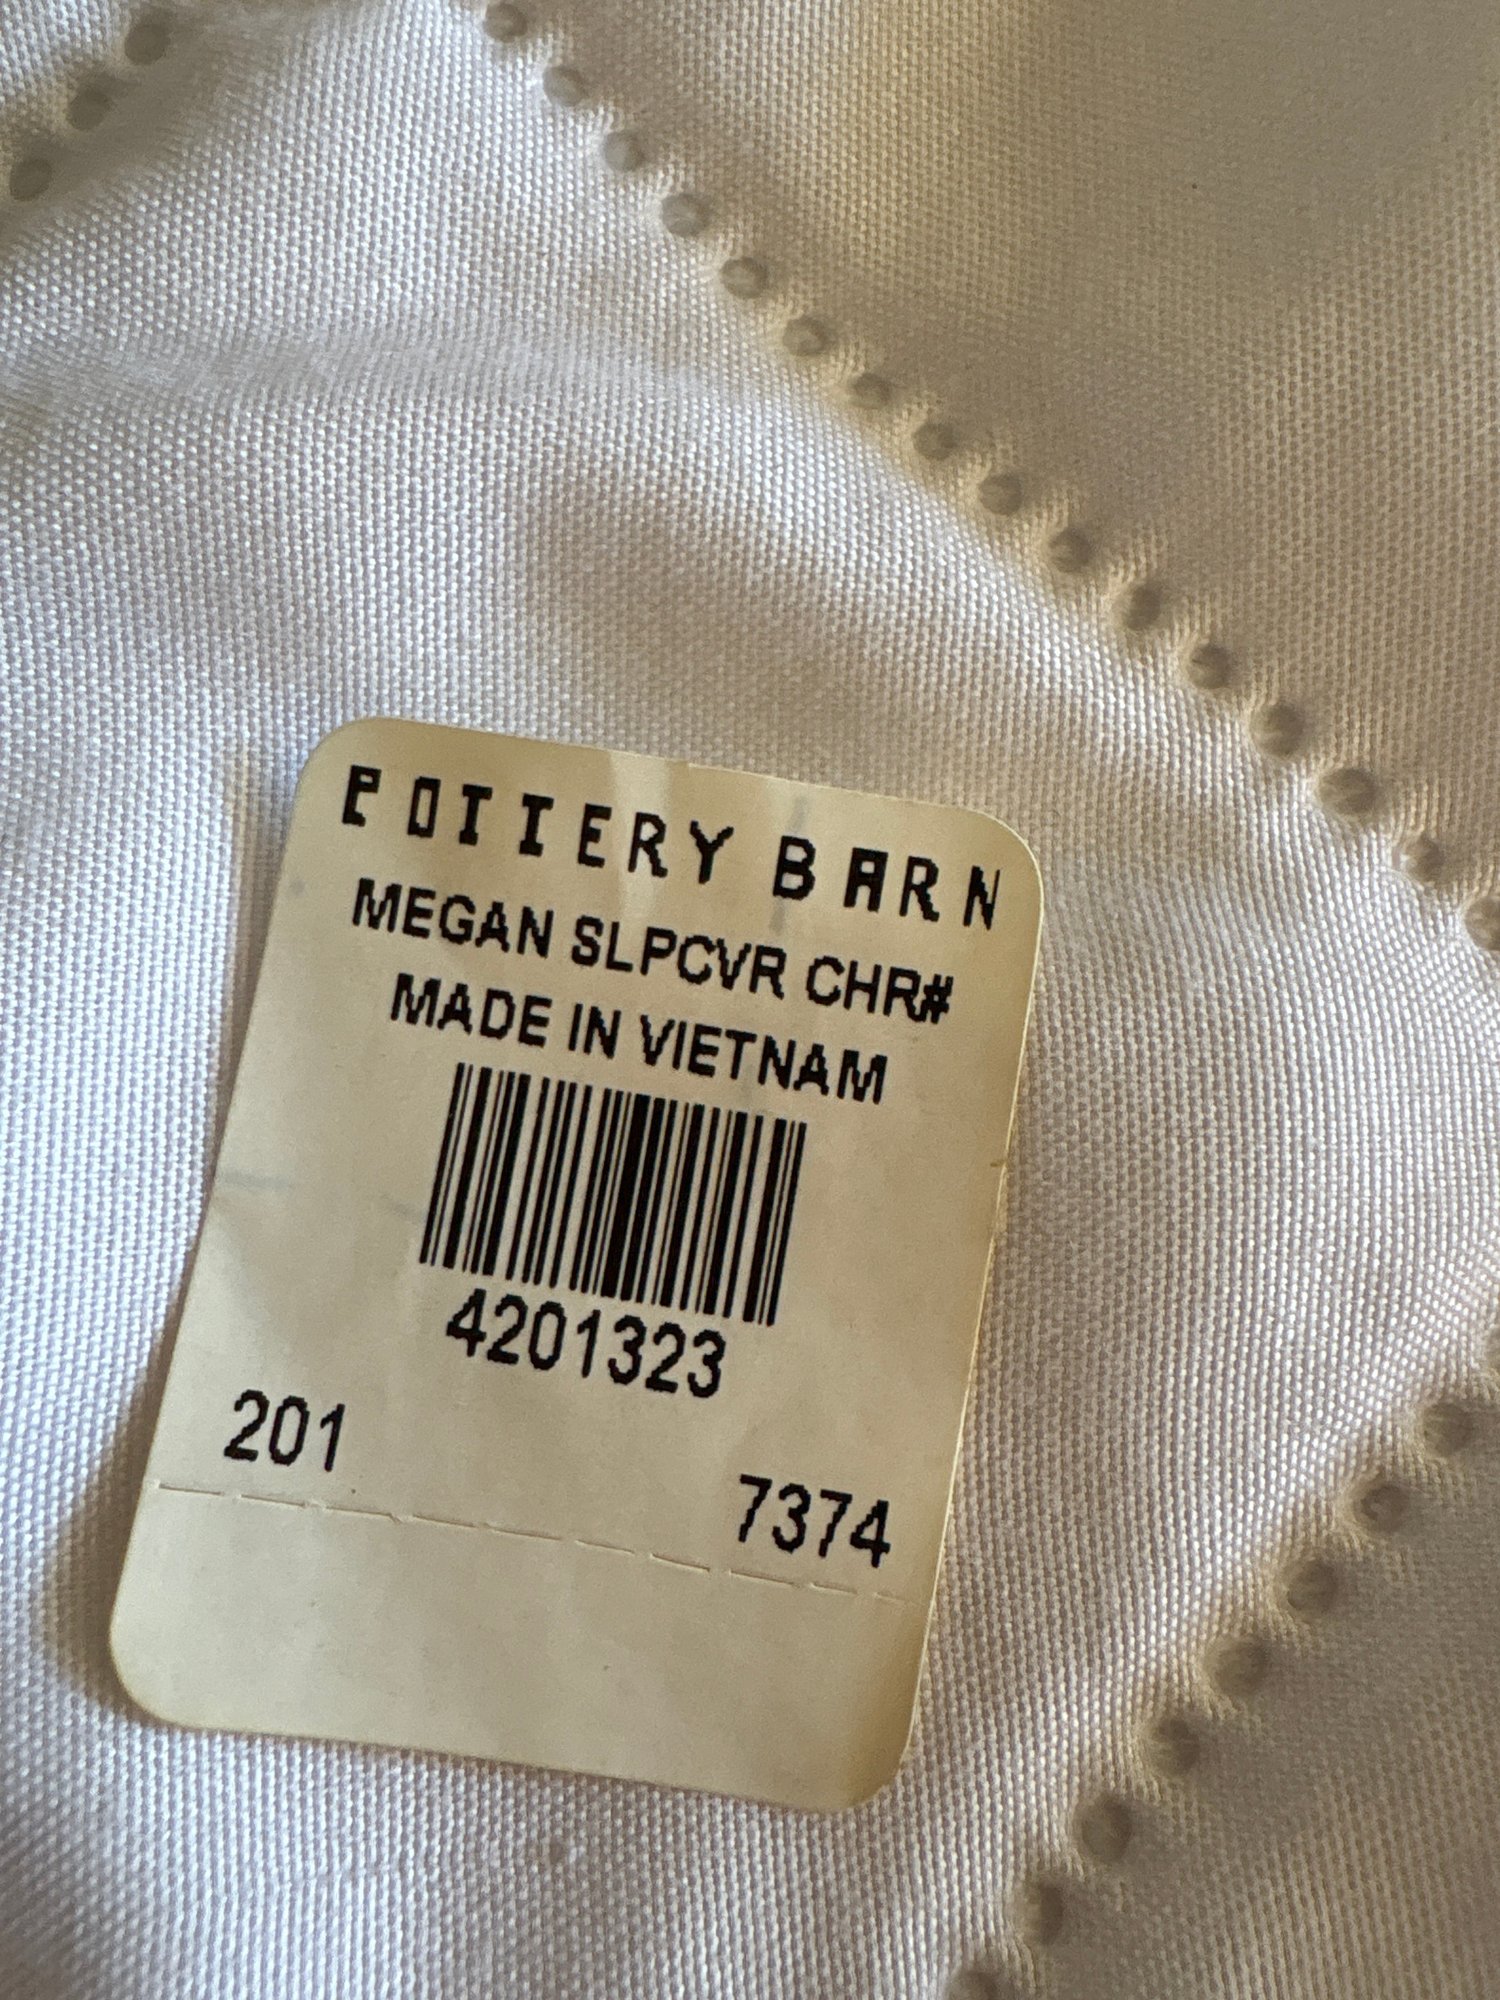 POTTERY BARN
MEGAN SLPCVR CHR#
MADE IN VIETNAM
4201323
201
7374